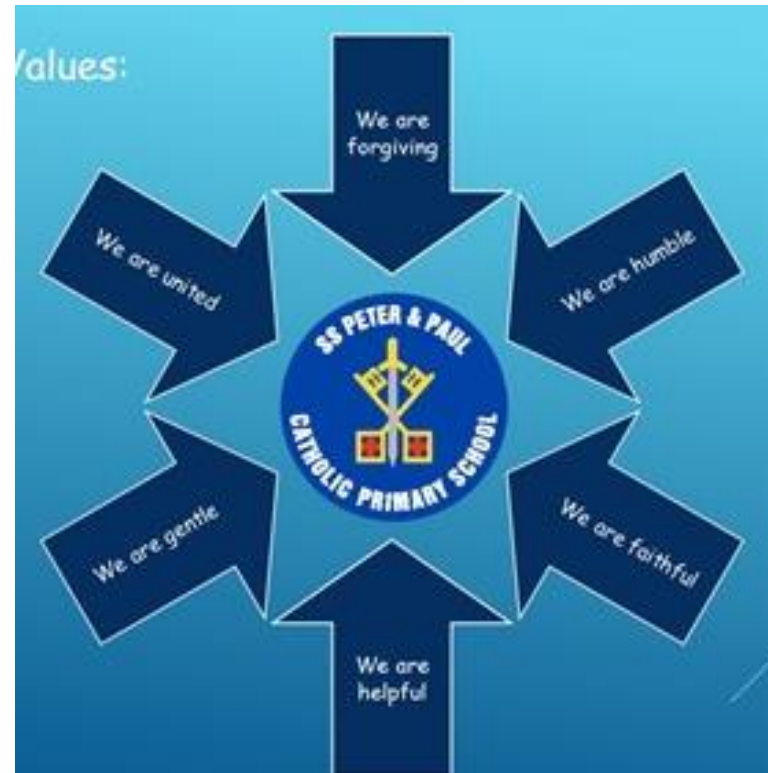 Values:
We are
forgiving
We are united
We are humble
SS PETER & PAUL
CATHOLIC PRIMARY SCHOOL
We are gentle
We are faithful
We are
helpful